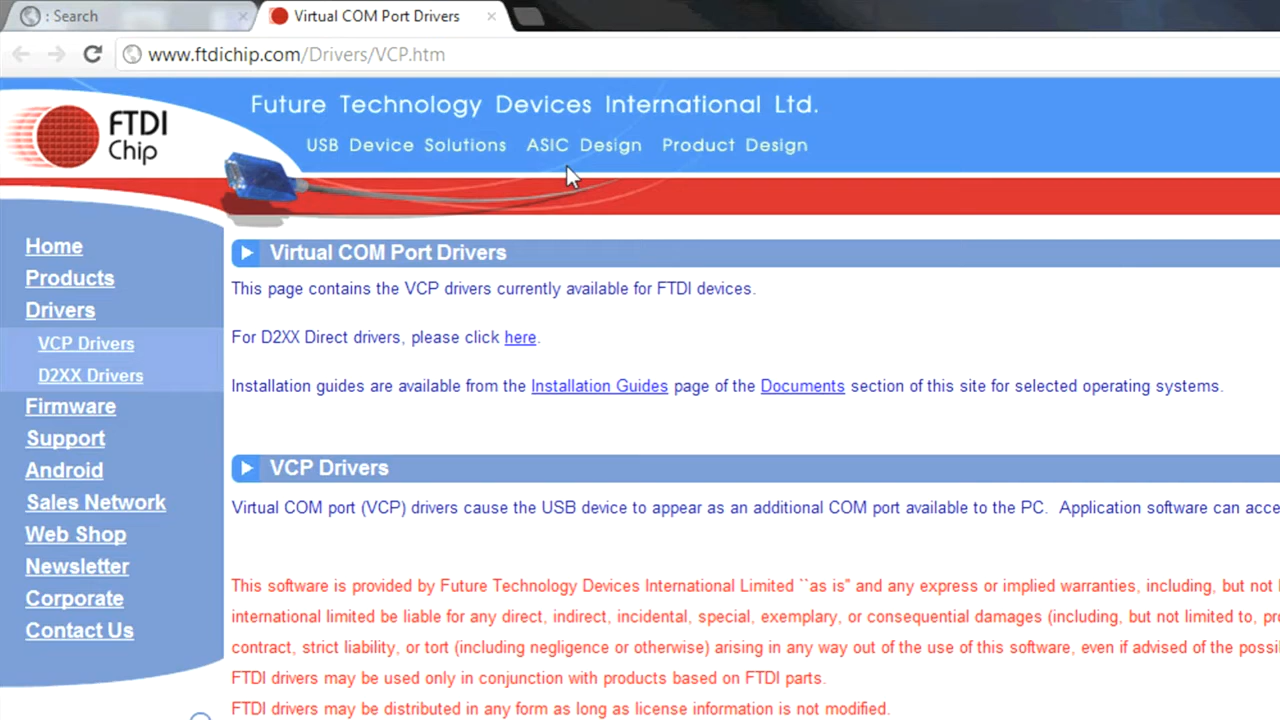 : Search
Virtual COM Port Drivers
www.ftdichip.com/Drivers/VCP.htm
FTDI
Chip
Future Technology Devices International Ltd.
USB Device Solutions ASIC Design Product Design
Home
Products
Drivers
VCP Drivers
D2XX Drivers
Firmware
Support
Android
Sales Network
Web Shop
Newsletter
Corporate
Contact Us
Virtual COM Port Drivers
This page contains the VCP drivers currently available for FTDI devices.
For D2XX Direct drivers, please click here.
Installation guides are available from the Installation Guides page of the Documents section of this site for selected operating systems.
VCP Drivers
Virtual COM port (VCP) drivers cause the USB device to appear as an additional COM port available to the PC. Application software can
This software is provided by Future Technology Devices International Limited ``as is'' and any express or implied warranties, including, but not
international limited be liable for any direct, indirect, incidental, special, exemplary, or consequential damages (including, but not limited to,
contract, strict liability, or tort (including negligence or otherwise) arising in any way out of the use of this software, even if advised of the
FTDI drivers may be used only in conjunction with products based on FTDI parts.
FTDI drivers may be distributed in any form as long as license information is not modified.